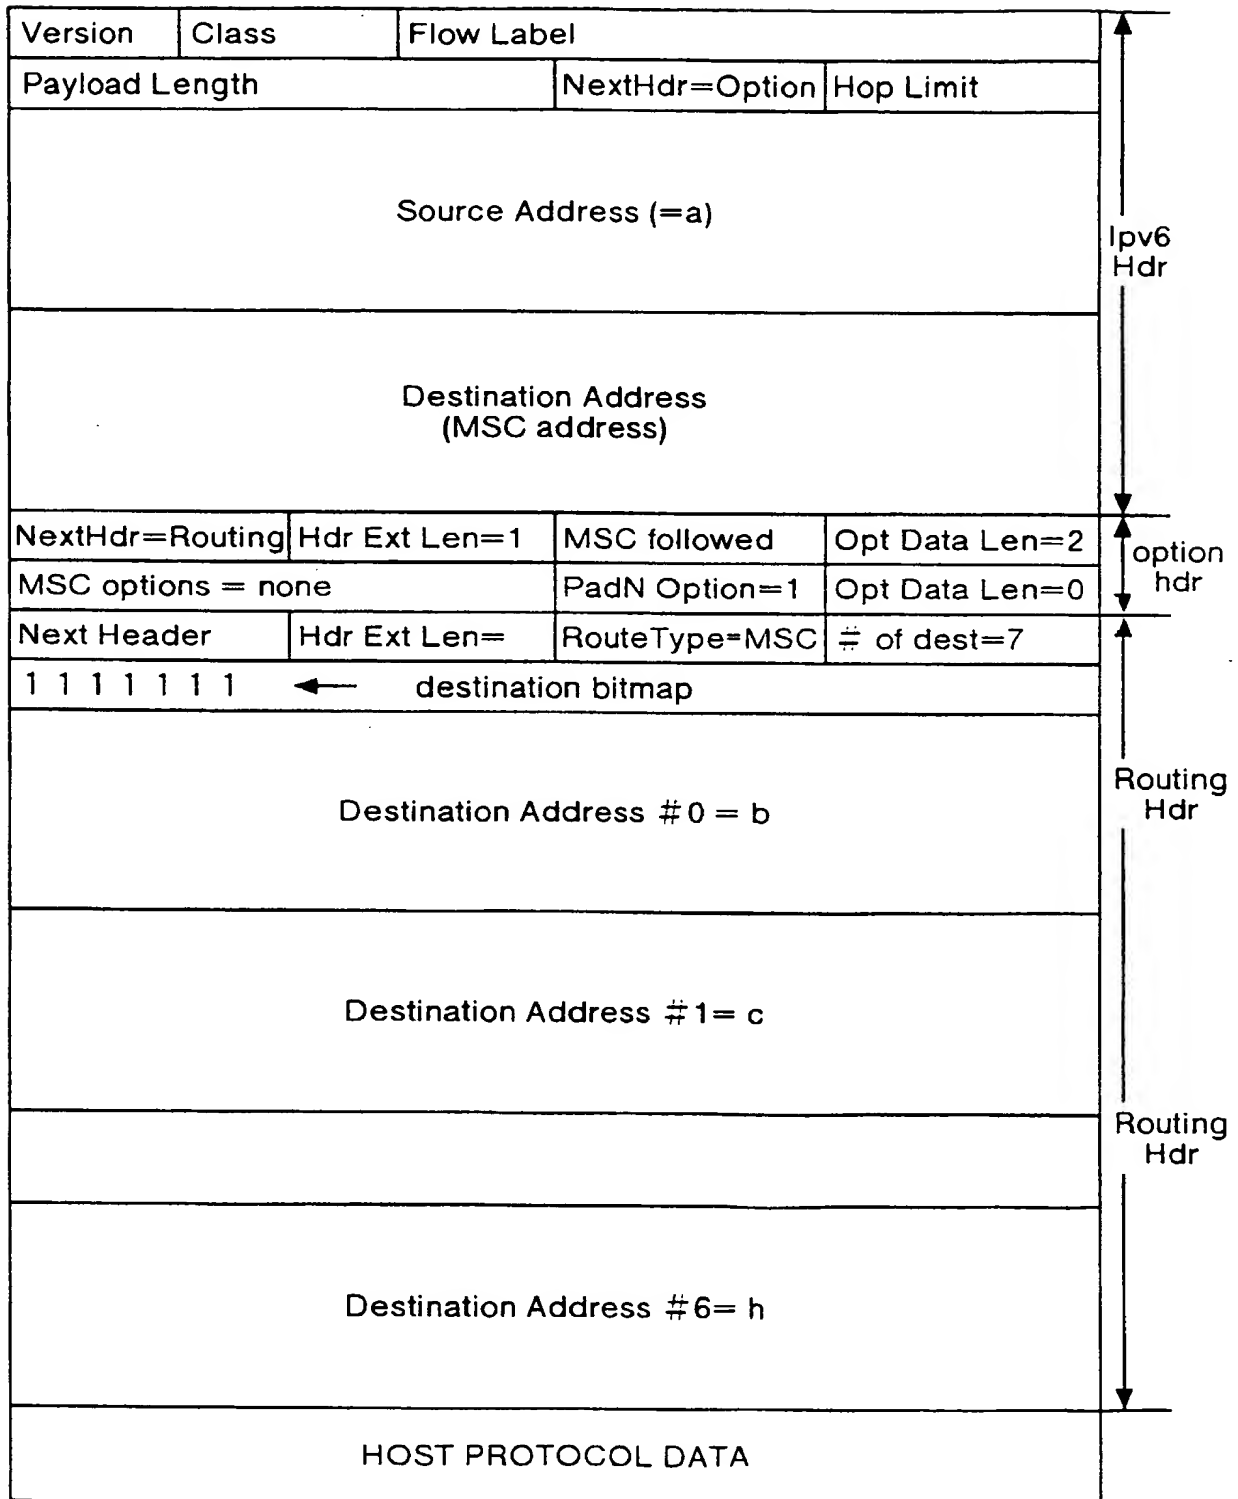 Version Class Flow Label
Payload Length NextHdr=Option Hop Limit
Source Address (=a)
Ipv6
Hdr
Destination Address
(MSC address)
NextHdr=Routing Hdr Ext Len=1 MSC followed Opt Data Len=2
option
hdr
MSC options = none PadN Option=1 Opt Data Len=0
Next Header Hdr Ext Len= RouteType=MSC # of dest=7
1 1 1 1 1 1 1 ← destination bitmap
Routing
Hdr
Destination Address #0 = b
Destination Address #1= c
Routing
Hdr
Destination Address #6= h
HOST PROTOCOL DATA